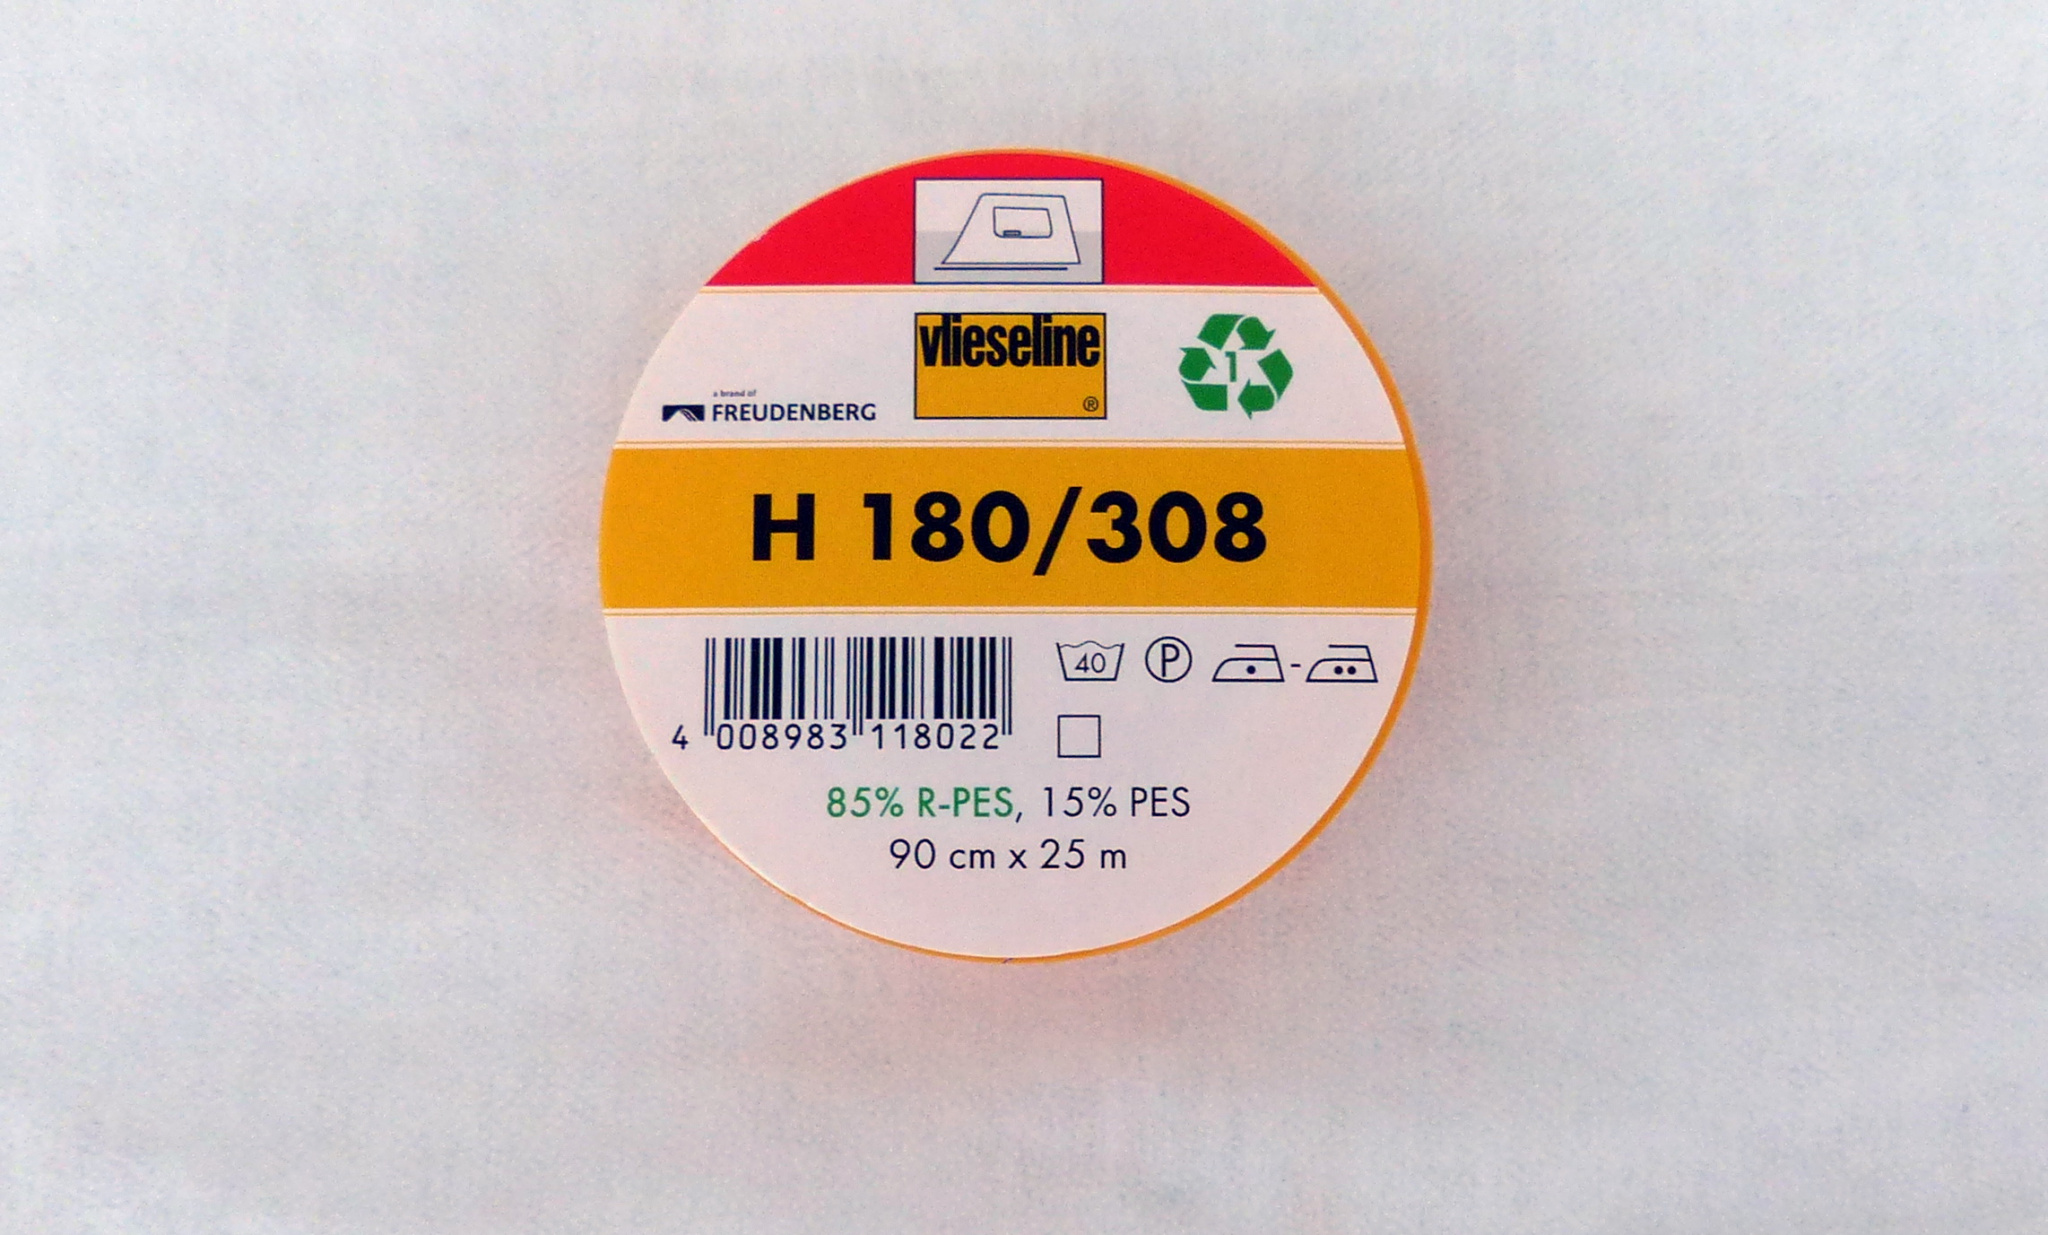 vlieseline
®
1
a brand of
FREUDENBERG
H 180/308
40 P -
4 008983 118022
85% R-PES, 15% PES
90 cm x 25 m